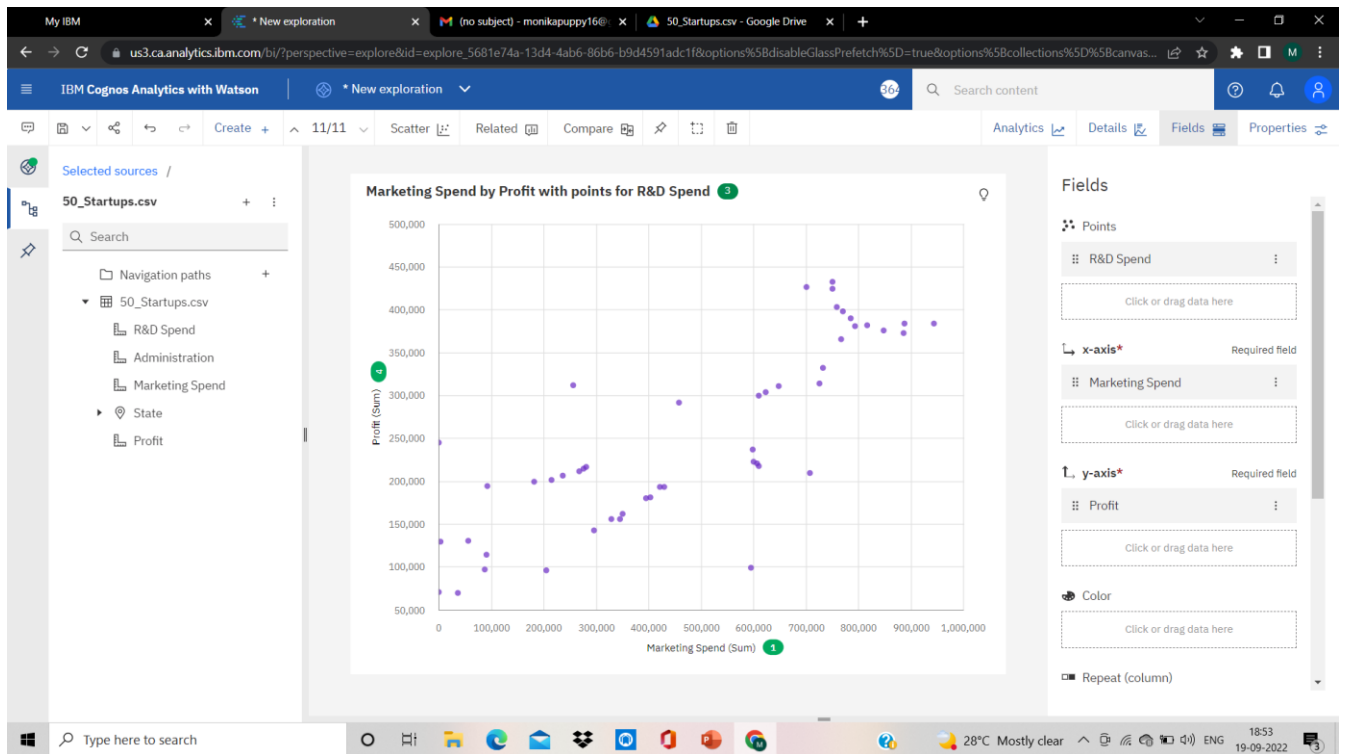 My IBM
* New exploration
(no subject) - monikapuppy16@
50_Startups.csv - Google Drive
us3.ca.analytics.ibm.com/bi/?perspective=explore&id=explore_5681e74a-13d4-4ab6-86b6-b9d4591adc1f&options%5BdisableGlassPrefetch%5D=true&options%5Bcollections%5D%5Bcanvas...
M
IBM Cognos Analytics with Watson
* New exploration
364
Search content
Create +
11/11
Scatter
Related
Compare
Analytics
Details
Fields
Properties
Selected sources /
50_Startups.csv
Search
Navigation paths
50_Startups.csv
R&D Spend
Administration
Marketing Spend
State
Profit
Marketing Spend by Profit with points for R&D Spend 3
500,000
450,000
400,000
350,000
300,000
250,000
200,000
150,000
100,000
50,000
Profit (Sum) 4
0 100,000 200,000 300,000 400,000 500,000 600,000 700,000 800,000 900,000 1,000,000
Marketing Spend (Sum) 1
Fields
Points
R&D Spend
Click or drag data here
x-axis* Required field
Marketing Spend
Click or drag data here
y-axis* Required field
Profit
Click or drag data here
Color
Click or drag data here
Repeat (column)
Type here to search
28°C Mostly clear
ENG
18:53
19-09-2022
3